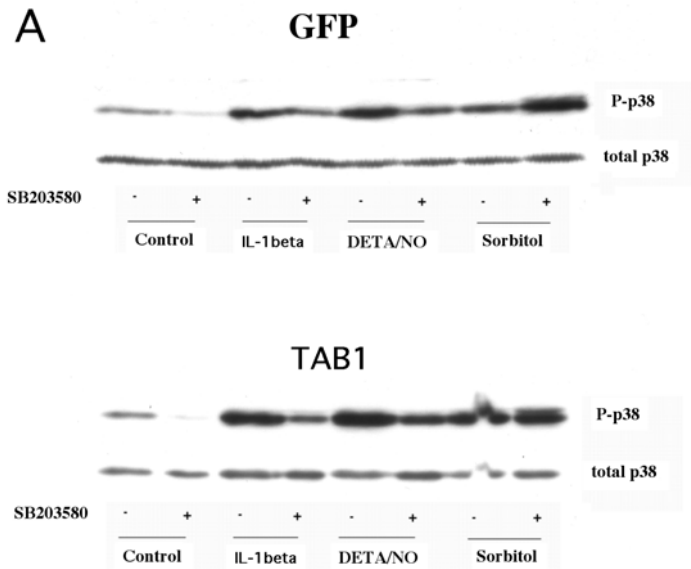 A
GFP
P-p38
total p38
SB203580 - + - + - + - +
Control IL-1beta DETA/NO Sorbitol
TAB1
P-p38
total p38
SB203580 - + - + - + - +
Control IL-1beta DETA/NO Sorbitol